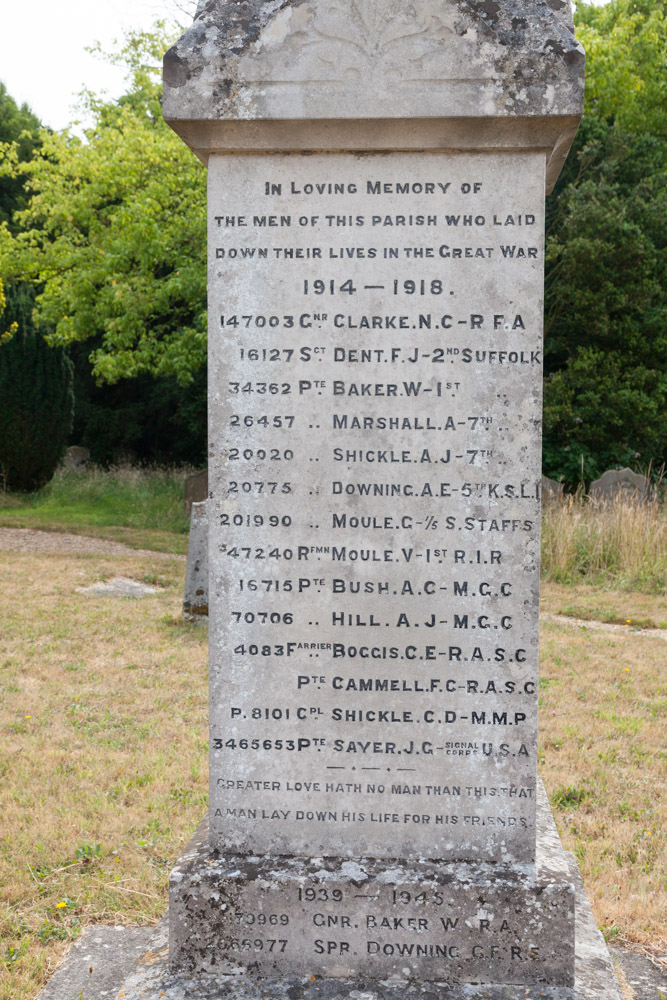 IN LOVING MEMORY OF
THE MEN OF THIS PARISH WHO LAID
DOWN THEIR LIVES IN THE GREAT WAR
1914 — 1918.
147003 GNR CLARKE. N. C - R F A
16127 SGT DENT. F. J - 2ND SUFFOLK
34362 PTE BAKER. W - 1ST ..
26457 .. MARSHALL. A - 7TH ..
20020 .. SHICKLE. A. J - 7TH ..
20775 .. DOWNING. A. E - 5TH K.S.L.I
201990 .. MOULE. G - 1/5 S. STAFFS
47240 RFMN MOULE. V - 1ST R. I. R
16715 PTE BUSH. A. C - M. G. C
70706 .. HILL. A. J - M. G. C
4083 FARRIER .. BOGGIS. C. E - R. A. S. C
PTE CAMMELL. F. C - R. A. S. C
P. 8101 CPL SHICKLE. C. D - M. M. P
3465653 PTE SAYER. J. G - SIGNAL CORPS U. S. A
GREATER LOVE HATH NO MAN THAN THIS THAT
A MAN LAY DOWN HIS LIFE FOR HIS FRIENDS.
1939 — 1945.
GNR. BAKER W. R.A.
SPR. DOWNING G.F. R.E.